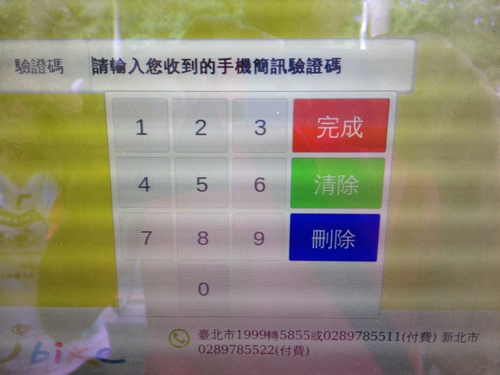 驗證碼 請輸入您收到的手機簡訊驗證碼
1 2 3 完成
4 5 6 清除
7 8 9 刪除
0
臺北市1999轉5855或0289785511(付費) 新北市
0289785522(付費)
ubike